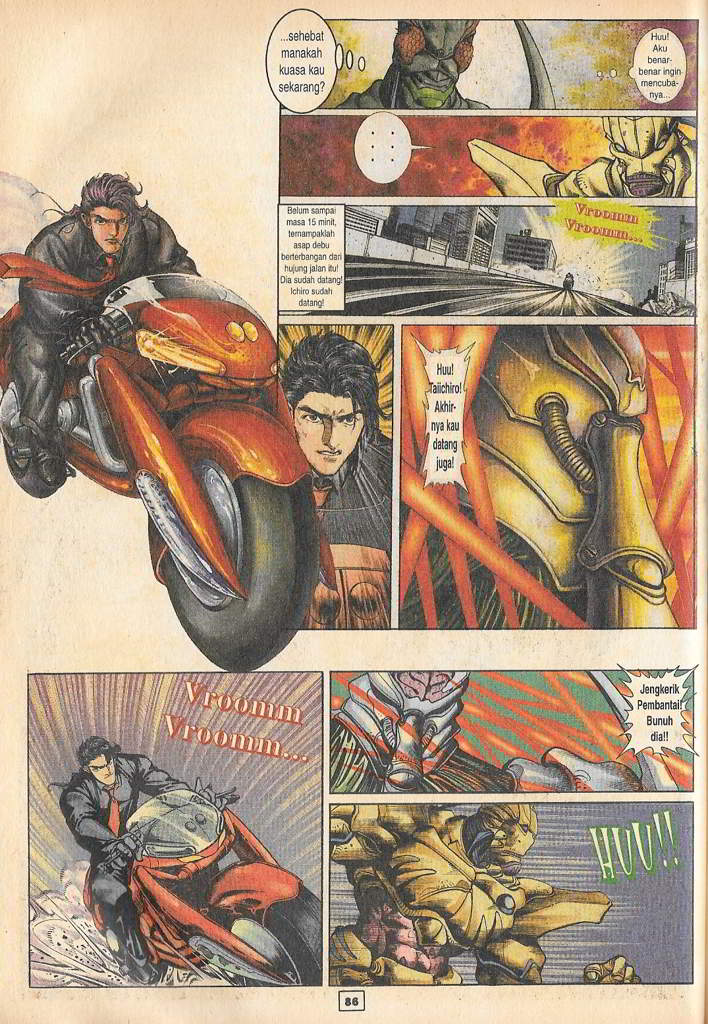 Huu!
Aku
benar-
benar ingin
mencuba-
nya...
...sehebat
manakah
kuasa kau
sekarang?
Belum sampai
masa 15 minit,
ternampaklah
asap debu
berterbangan dari
hujung jalan itu!
Dia sudah datang!
Ichiro sudah
datang!
Vroomm
Vroomm...
Huu!
Taiichiro!
Akhir-
nya kau
datang
juga!
Vroomm
Vroomm...
Jengkerik
Pembantai!
Bunuh
dia!!
HUU!!
86